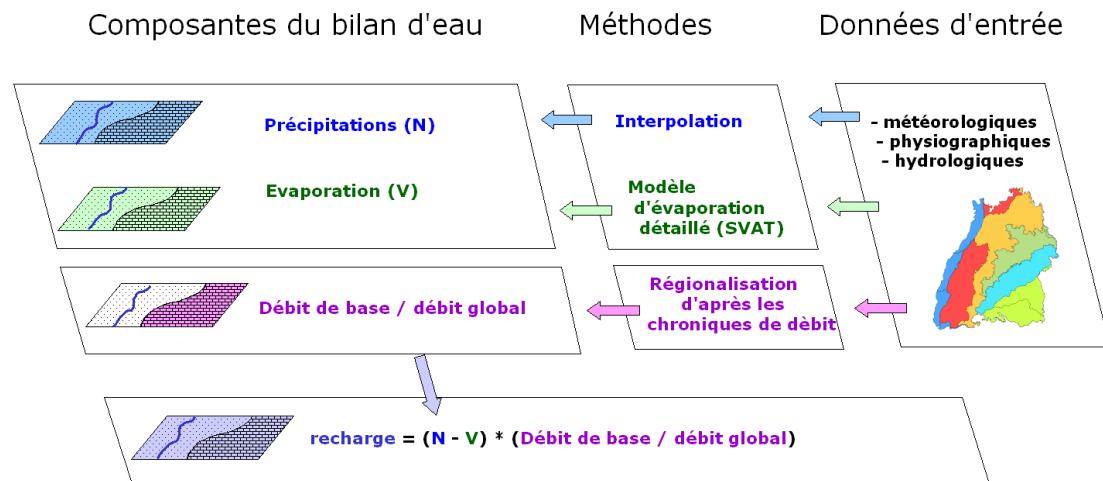 Composantes du bilan d'eau
Méthodes
Données d'entrée
Précipitations (N)
Interpolation
- météorologiques
- physiographiques
- hydrologiques
Evaporation (V)
Modèle
d'évaporation
détaillé (SVAT)
Débit de base / débit global
Régionalisation
d'après les
chroniques de dèbit
recharge = (N - V) * (Débit de base / débit global)